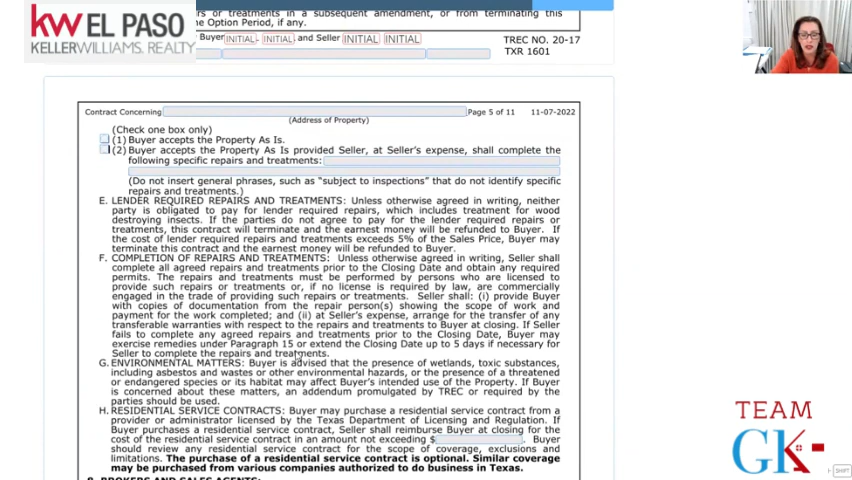 kw EL PASO
KELLERWILLIAMS. REALTY
or treatments in a subsequent amendment, or from terminating this
e Option Period, if any.
Buyer INITIAL INITIAL and Seller INITIAL INITIAL
TREC NO. 20-17
TXR 1601
Contract Concerning Page 5 of 11 11-07-2022
(Address of Property)
(Check one box only)
(1) Buyer accepts the Property As Is.
(2) Buyer accepts the Property As Is provided Seller, at Seller's expense, shall complete the
following specific repairs and treatments:
(Do not insert general phrases, such as "subject to inspections" that do not identify specific
repairs and treatments.)
E. LENDER REQUIRED REPAIRS AND TREATMENTS: Unless otherwise agreed in writing, neither
party is obligated to pay for lender required repairs, which includes treatment for wood
destroying insects. If the parties do not agree to pay for the lender required repairs or
treatments, this contract will terminate and the earnest money will be refunded to Buyer. If
the cost of lender required repairs and treatments exceeds 5% of the Sales Price, Buyer may
terminate this contract and the earnest money will be refunded to Buyer.
F. COMPLETION OF REPAIRS AND TREATMENTS: Unless otherwise agreed in writing, Seller shall
complete all agreed repairs and treatments prior to the Closing Date and obtain any required
permits. The repairs and treatments must be performed by persons who are licensed to
provide such repairs or treatments or, if no license is required by law, are commercially
engaged in the trade of providing such repairs or treatments. Seller shall: (i) provide Buyer
with copies of documentation from the repair person(s) showing the scope of work and
payment for the work completed; and (ii) at Seller's expense, arrange for the transfer of any
transferable warranties with respect to the repairs and treatments to Buyer at closing. If Seller
fails to complete any agreed repairs and treatments prior to the Closing Date, Buyer may
exercise remedies under Paragraph 15 or extend the Closing Date up to 5 days if necessary for
Seller to complete the repairs and treatments.
G. ENVIRONMENTAL MATTERS: Buyer is advised that the presence of wetlands, toxic substances,
including asbestos and wastes or other environmental hazards, or the presence of a threatened
or endangered species or its habitat may affect Buyer's intended use of the Property. If Buyer
is concerned about these matters, an addendum promulgated by TREC or required by the
parties should be used.
H. RESIDENTIAL SERVICE CONTRACTS: Buyer may purchase a residential service contract from a
provider or administrator licensed by the Texas Department of Licensing and Regulation. If
Buyer purchases a residential service contract, Seller shall reimburse Buyer at closing for the
cost of the residential service contract in an amount not exceeding $ . Buyer
should review any residential service contract for the scope of coverage, exclusions and
limitations. The purchase of a residential service contract is optional. Similar coverage
may be purchased from various companies authorized to do business in Texas.
8. BROKERS AND SALES AGENTS:
TEAM
GK
SHIFT